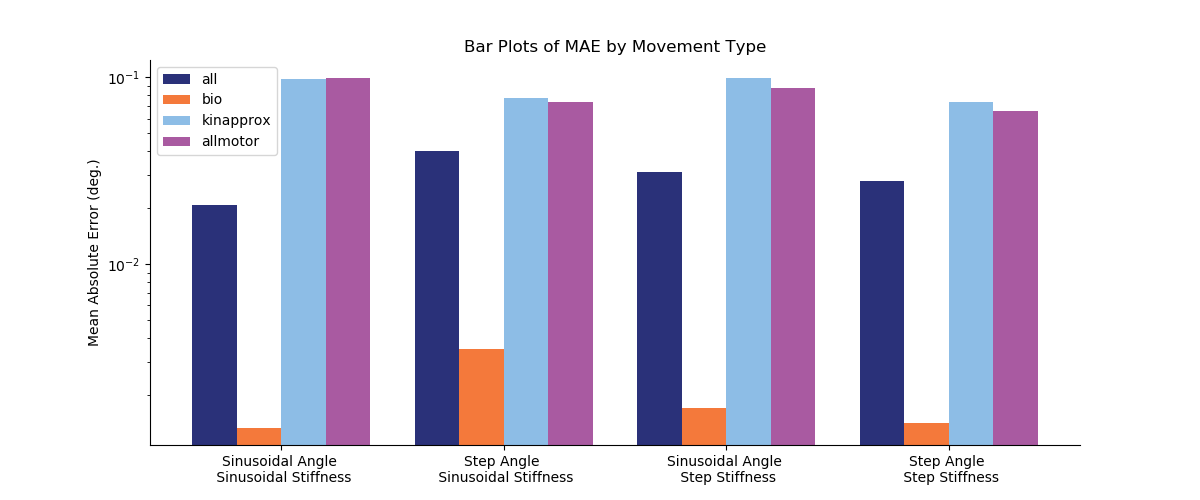 Bar Plots of MAE by Movement Type
all
bio
kinapprox
allmotor
Mean Absolute Error (deg.)
10⁻¹
10⁻²
Sinusoidal Angle
Sinusoidal Stiffness
Step Angle
Sinusoidal Stiffness
Sinusoidal Angle
Step Stiffness
Step Angle
Step Stiffness